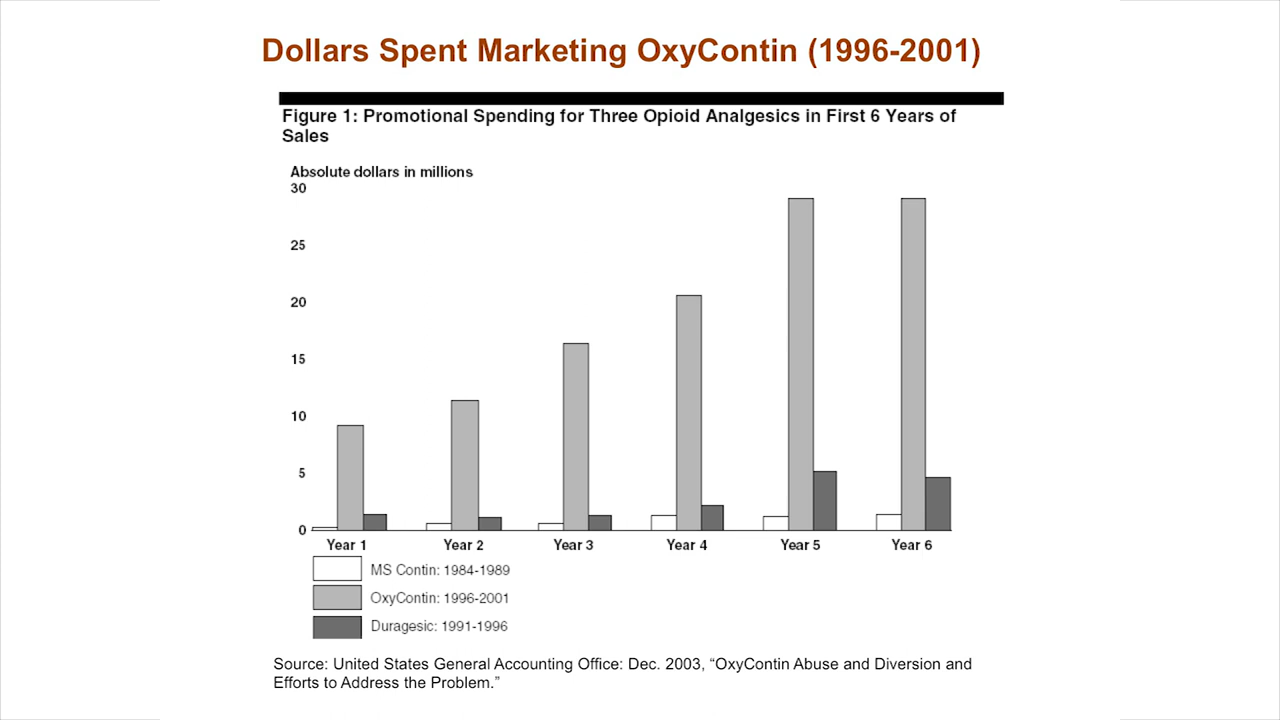 Dollars Spent Marketing OxyContin (1996-2001)
Figure 1: Promotional Spending for Three Opioid Analgesics in First 6 Years of
Sales
Absolute dollars in millions
30
25
20
15
10
5
0
Year 1 Year 2 Year 3 Year 4 Year 5 Year 6
MS Contin: 1984-1989
OxyContin: 1996-2001
Duragesic: 1991-1996
Source: United States General Accounting Office: Dec. 2003, “OxyContin Abuse and Diversion and
Efforts to Address the Problem.”